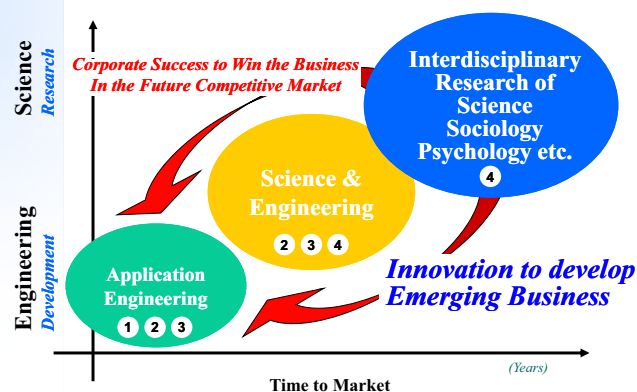 Science
Research
Corporate Success to Win the Business
In the Future Competitive Market
Interdisciplinary
Research of
Science
Sociology
Psychology etc.
4
Science &
Engineering
2 3 4
Engineering
Development
Application
Engineering
1 2 3
Innovation to develop
Emerging Business
(Years)
Time to Market